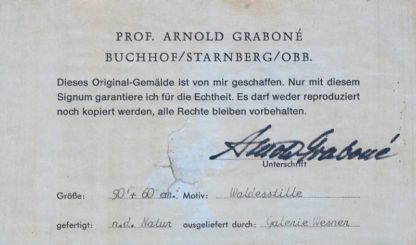 PROF. ARNOLD GRABONÉ
BUCHHOF/STARNBERG/OBB.
Dieses Original-Gemälde ist von mir geschaffen. Nur mit diesem
Signum garantiere ich für die Echtheit. Es darf weder reproduziert
noch kopiert werden, alle Rechte bleiben vorbehalten.
Arnold Graboné
Unterschrift
Größe: 50 + 60 cm. Motiv: Waldesstille
gefertigt: n.d. Natur ausgeliefert durch: Galerie Wesner